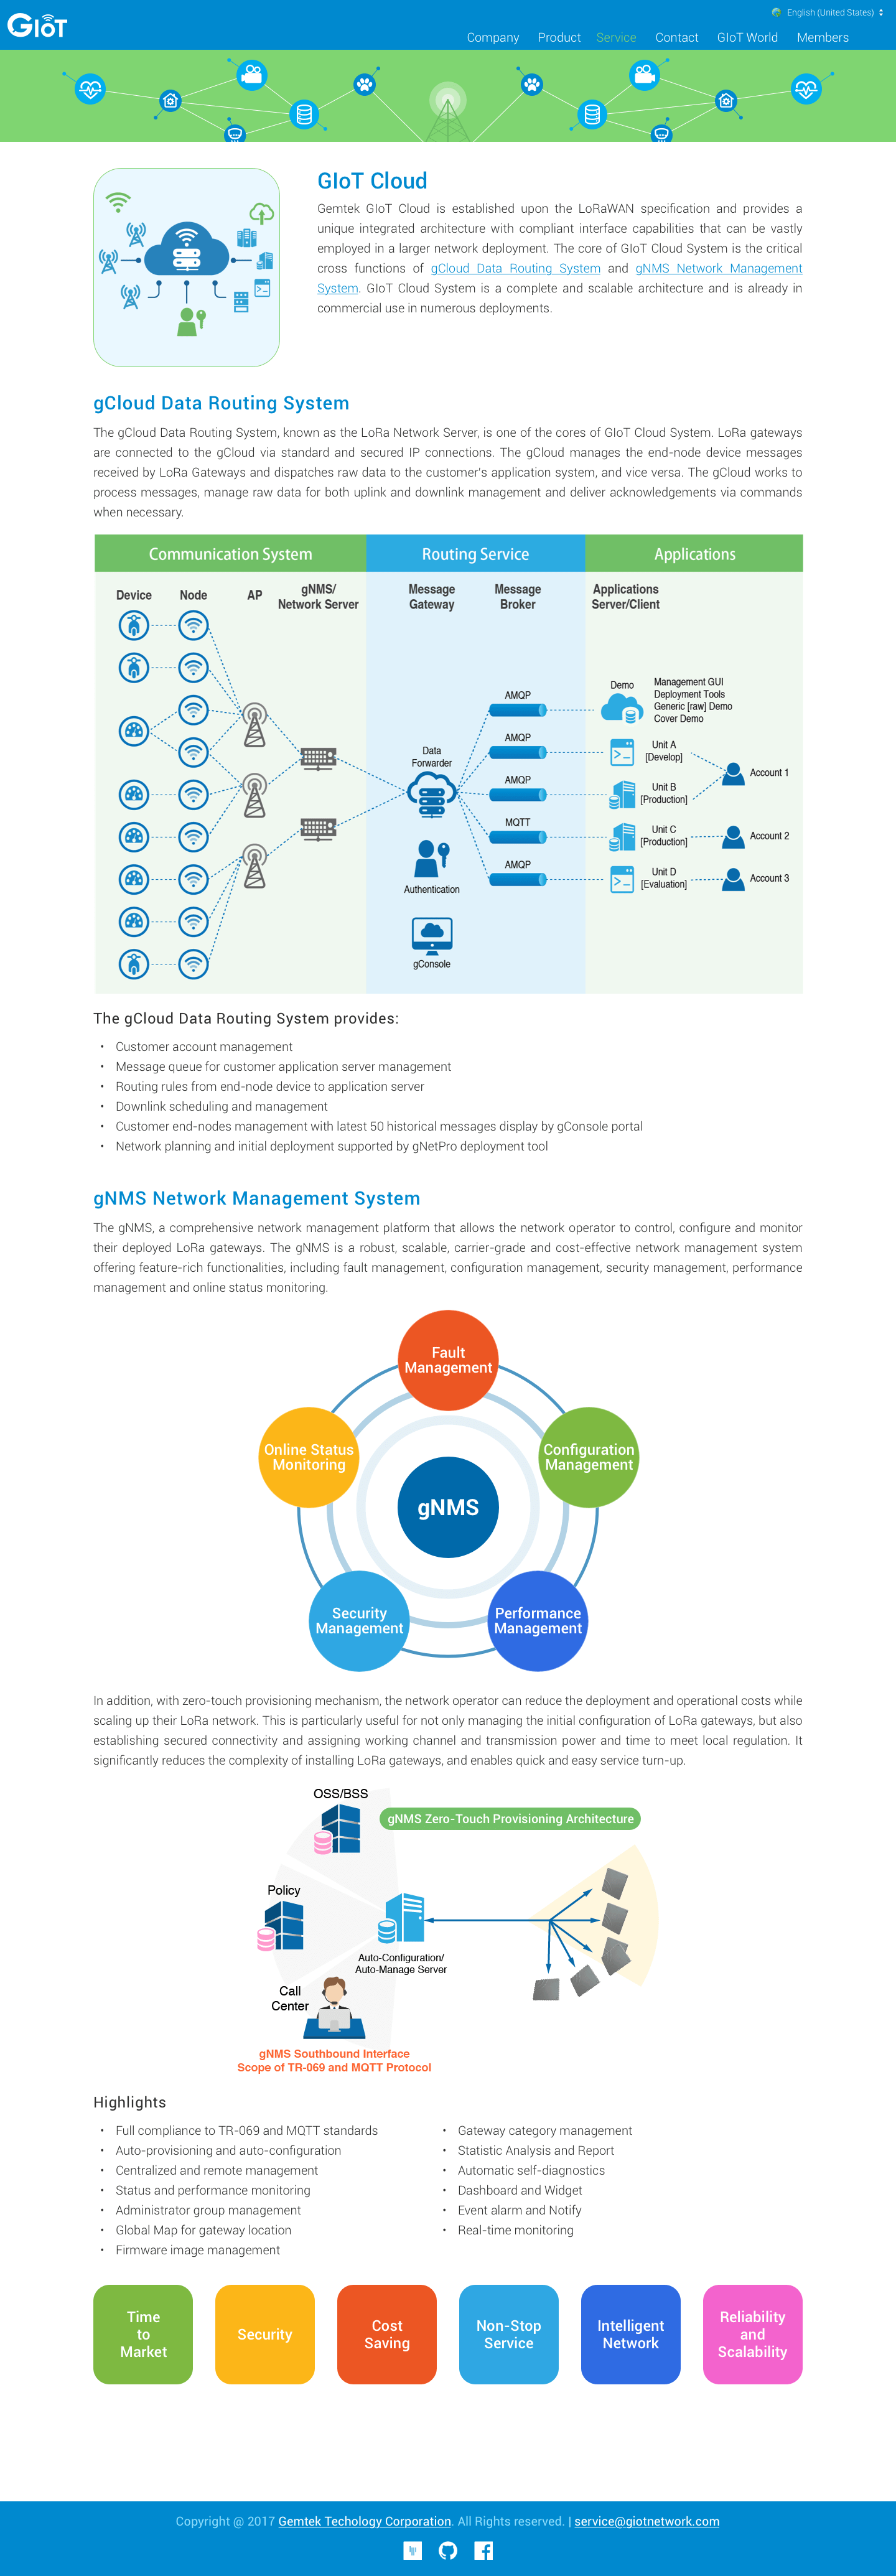 GIoT
English (United States)
Company Product Service Contact GIoT World Members
GIoT Cloud
Gemtek GIoT Cloud is established upon the LoRaWAN specification and provides a
unique integrated architecture with compliant interface capabilities that can be vastly
employed in a larger network deployment. The core of GIoT Cloud System is the critical
cross functions of gCloud Data Routing System and gNMS Network Management
System. GIoT Cloud System is a complete and scalable architecture and is already in
commercial use in numerous deployments.
gCloud Data Routing System
The gCloud Data Routing System, known as the LoRa Network Server, is one of the cores of GIoT Cloud System. LoRa gateways
are connected to the gCloud via standard and secured IP connections. The gCloud manages the end-node device messages
received by LoRa Gateways and dispatches raw data to the customer's application system, and vice versa. The gCloud works to
process messages, manage raw data for both uplink and downlink management and deliver acknowledgements via commands
when necessary.
Communication System
Routing Service
Applications
Device
Node
AP
gNMS/
Network Server
Message
Gateway
Message
Broker
Applications
Server/Client
Data
Forwarder
Authentication
gConsole
AMQP
AMQP
AMQP
MQTT
AMQP
Demo
Management GUI
Deployment Tools
Generic [raw] Demo
Cover Demo
Unit A
[Develop]
Unit B
[Production]
Unit C
[Production]
Unit D
[Evaluation]
Account 1
Account 2
Account 3
The gCloud Data Routing System provides:
• Customer account management
• Message queue for customer application server management
• Routing rules from end-node device to application server
• Downlink scheduling and management
• Customer end-nodes management with latest 50 historical messages display by gConsole portal
• Network planning and initial deployment supported by gNetPro deployment tool
gNMS Network Management System
The gNMS, a comprehensive network management platform that allows the network operator to control, configure and monitor
their deployed LoRa gateways. The gNMS is a robust, scalable, carrier-grade and cost-effective network management system
offering feature-rich functionalities, including fault management, configuration management, security management, performance
management and online status monitoring.
Fault
Management
Online Status
Monitoring
Configuration
Management
gNMS
Security
Management
Performance
Management
In addition, with zero-touch provisioning mechanism, the network operator can reduce the deployment and operational costs while
scaling up their LoRa network. This is particularly useful for not only managing the initial configuration of LoRa gateways, but also
establishing secured connectivity and assigning working channel and transmission power and time to meet local regulation. It
significantly reduces the complexity of installing LoRa gateways, and enables quick and easy service turn-up.
OSS/BSS
gNMS Zero-Touch Provisioning Architecture
Policy
Auto-Configuration/
Auto-Manage Server
Call
Center
gNMS Southbound Interface
Scope of TR-069 and MQTT Protocol
Highlights
• Full compliance to TR-069 and MQTT standards
• Auto-provisioning and auto-configuration
• Centralized and remote management
• Status and performance monitoring
• Administrator group management
• Global Map for gateway location
• Firmware image management
• Gateway category management
• Statistic Analysis and Report
• Automatic self-diagnostics
• Dashboard and Widget
• Event alarm and Notify
• Real-time monitoring
Time
to
Market
Security
Cost
Saving
Non-Stop
Service
Intelligent
Network
Reliability
and
Scalability
Copyright @ 2017 Gemtek Techology Corporation. All Rights reserved. | service@giotnetwork.com